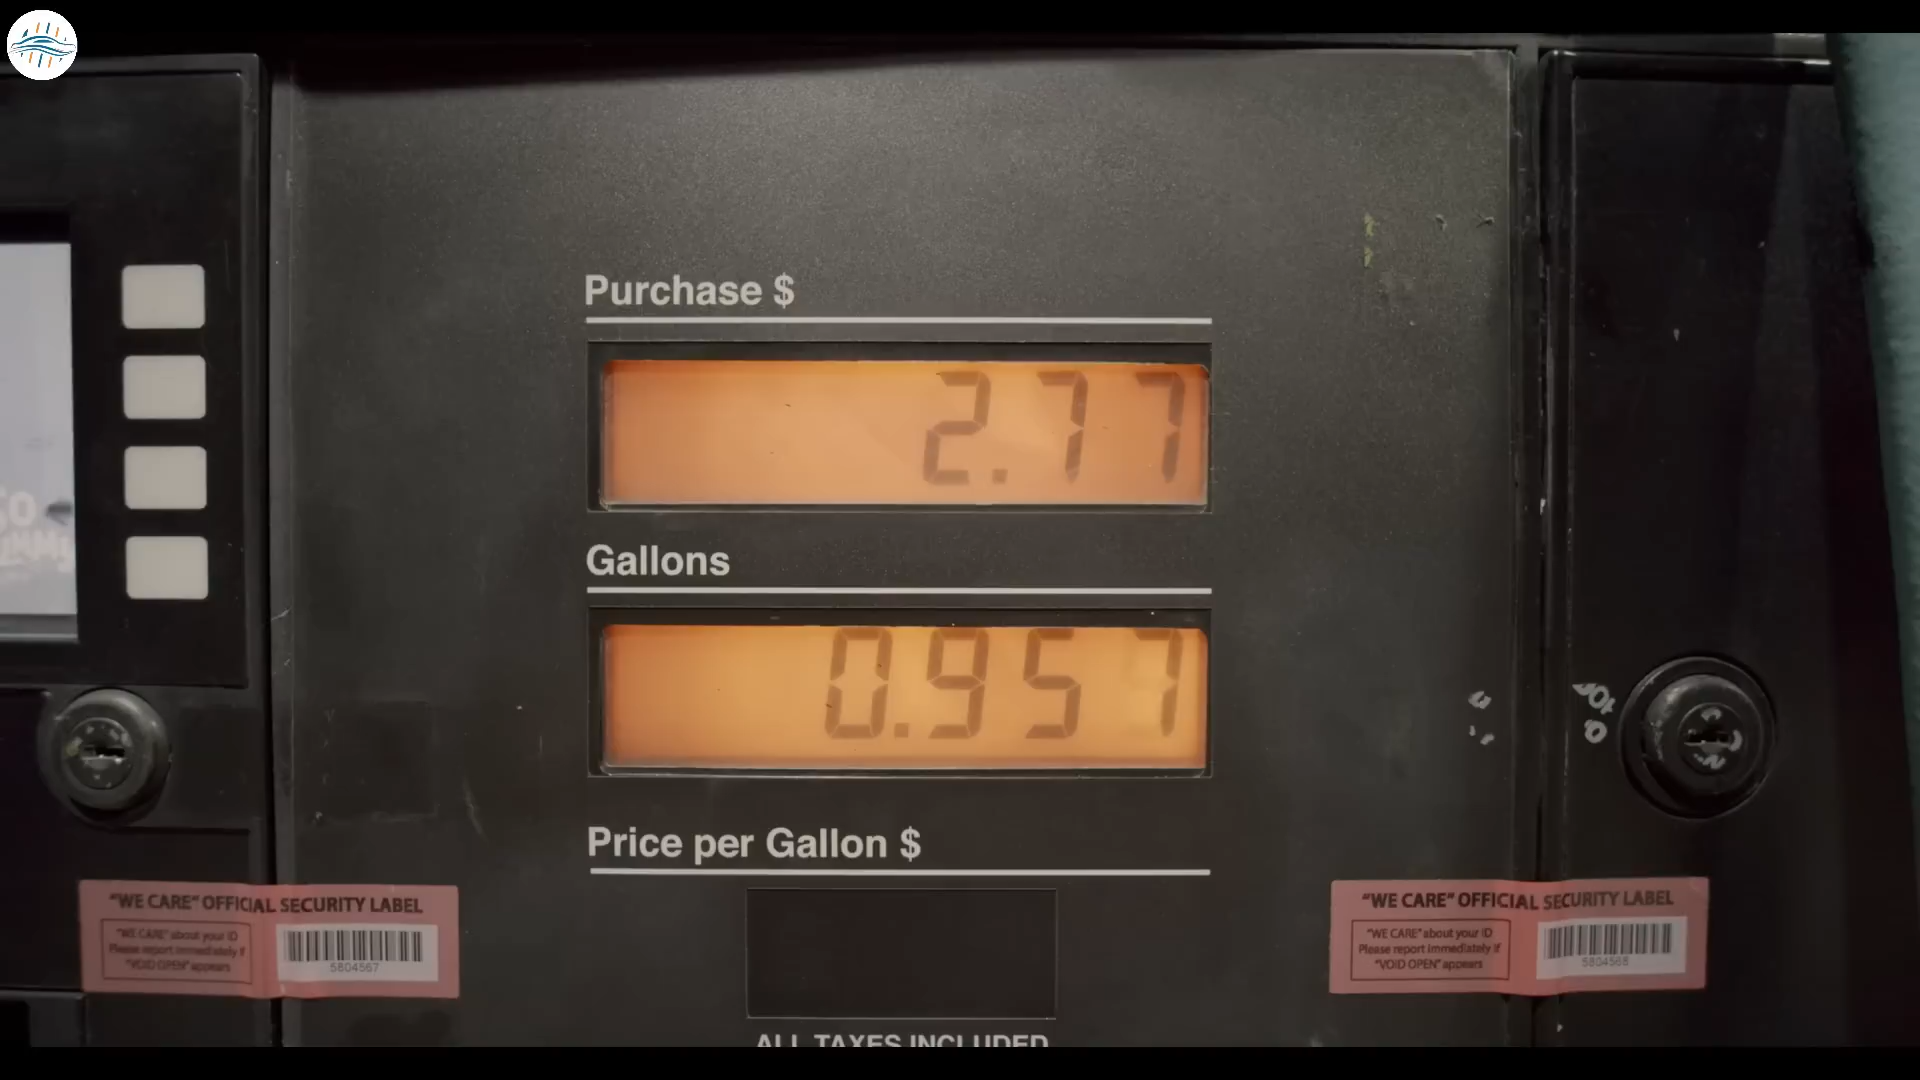 Purchase $
2.77
Gallons
0.957
Price per Gallon $
"WE CARE" OFFICIAL SECURITY LABEL
"WE CARE" about your ID
Please report immediately if
"VOID OPEN" appears
5804567
"WE CARE" OFFICIAL SECURITY LABEL
"WE CARE" about your ID
Please report immediately if
"VOID OPEN" appears
5804568
ALL TAXES INCLUDED